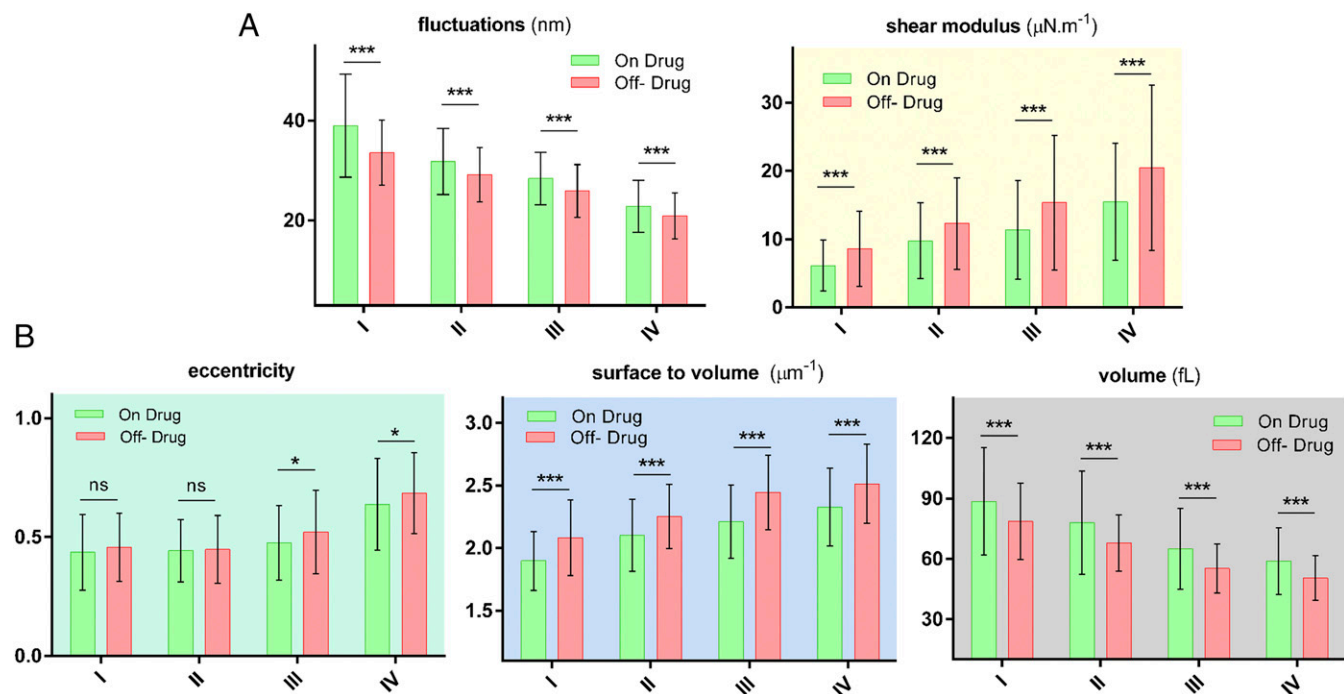 A
fluctuations (nm)
On Drug
Off- Drug
***
***
***
***
40
20
I
II
III
IV
shear modulus (μN.m⁻¹)
On Drug
Off- Drug
***
***
***
***
30
20
10
0
I
II
III
IV
B
eccentricity
On Drug
Off- Drug
ns
ns
*
*
1.0
0.5
0.0
I
II
III
IV
surface to volume (μm⁻¹)
On Drug
Off- Drug
***
***
***
***
3.0
2.5
2.0
1.5
I
II
III
IV
volume (fL)
On Drug
Off- Drug
***
***
***
***
120
90
60
30
I
II
III
IV